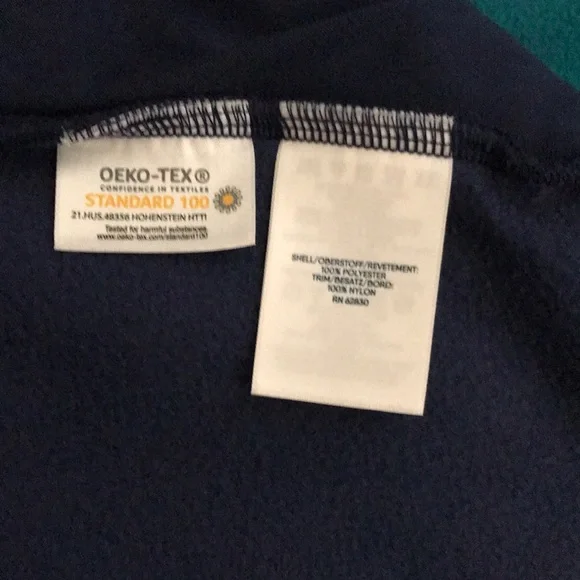 OEKO-TEX®
CONFIDENCE IN TEXTILES
STANDARD 100
21.HUS.48358 HOHENSTEIN HTTI
Tested for harmful substances.
www.oeko-tex.com/standard100
SHELL/OBERSTOFF/REVETEMENT:
100% POLYESTER
TRIM/BESATZ/BORD:
100% NYLON
RN 62830